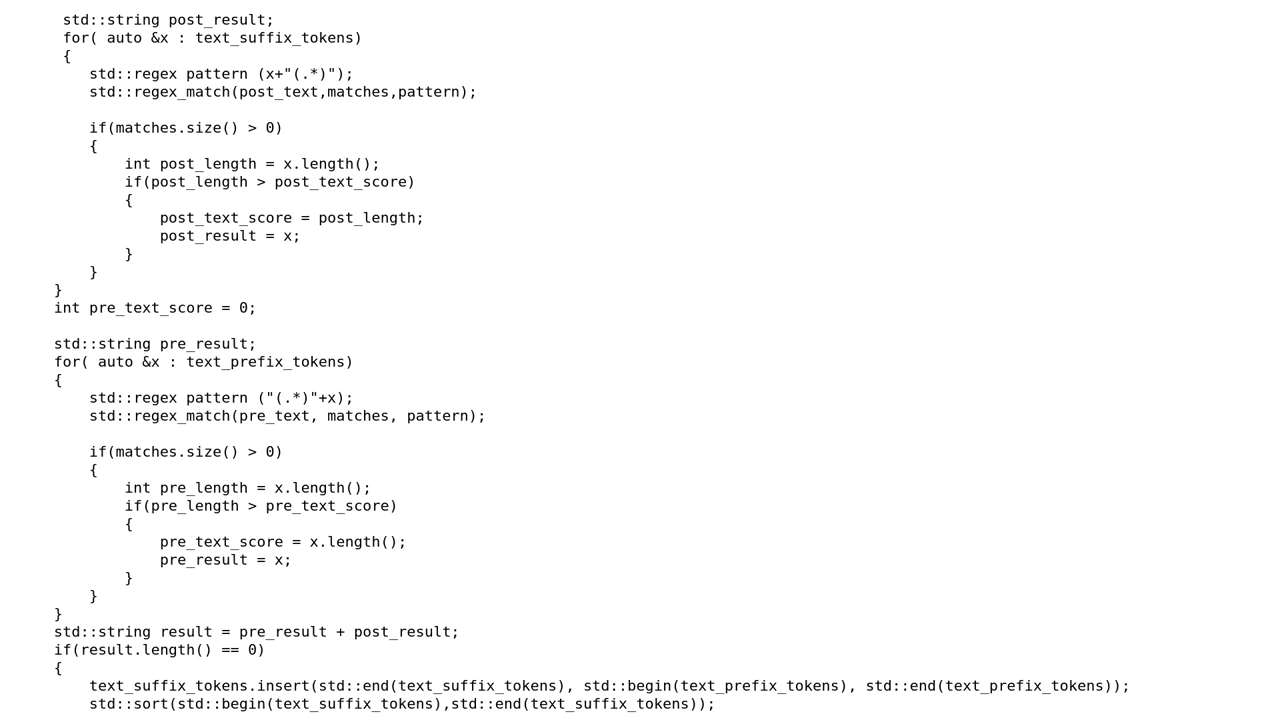 std::string post_result;
for( auto &x : text_suffix_tokens)
{
std::regex pattern (x+"(.*)");
std::regex_match(post_text,matches,pattern);
if(matches.size() > 0)
{
int post_length = x.length();
if(post_length > post_text_score)
{
post_text_score = post_length;
post_result = x;
}
}
}
int pre_text_score = 0;
std::string pre_result;
for( auto &x : text_prefix_tokens)
{
std::regex pattern ("(.*)"+x);
std::regex_match(pre_text, matches, pattern);
if(matches.size() > 0)
{
int pre_length = x.length();
if(pre_length > pre_text_score)
{
pre_text_score = x.length();
pre_result = x;
}
}
}
std::string result = pre_result + post_result;
if(result.length() == 0)
{
text_suffix_tokens.insert(std::end(text_suffix_tokens), std::begin(text_prefix_tokens), std::end(text_prefix_tokens));
std::sort(std::begin(text_suffix_tokens),std::end(text_suffix_tokens));